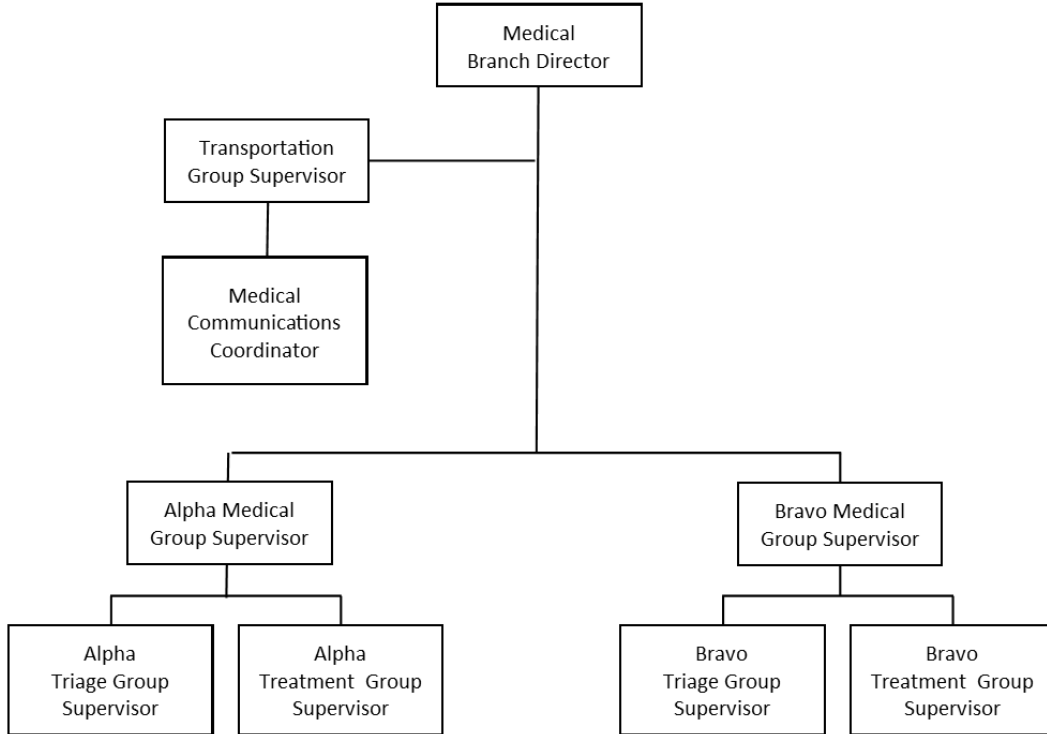 Medical
Branch Director
Transportation
Group Supervisor
Medical
Communications
Coordinator
Alpha Medical
Group Supervisor
Bravo Medical
Group Supervisor
Alpha
Triage Group
Supervisor
Alpha
Treatment Group
Supervisor
Bravo
Triage Group
Supervisor
Bravo
Treatment Group
Supervisor